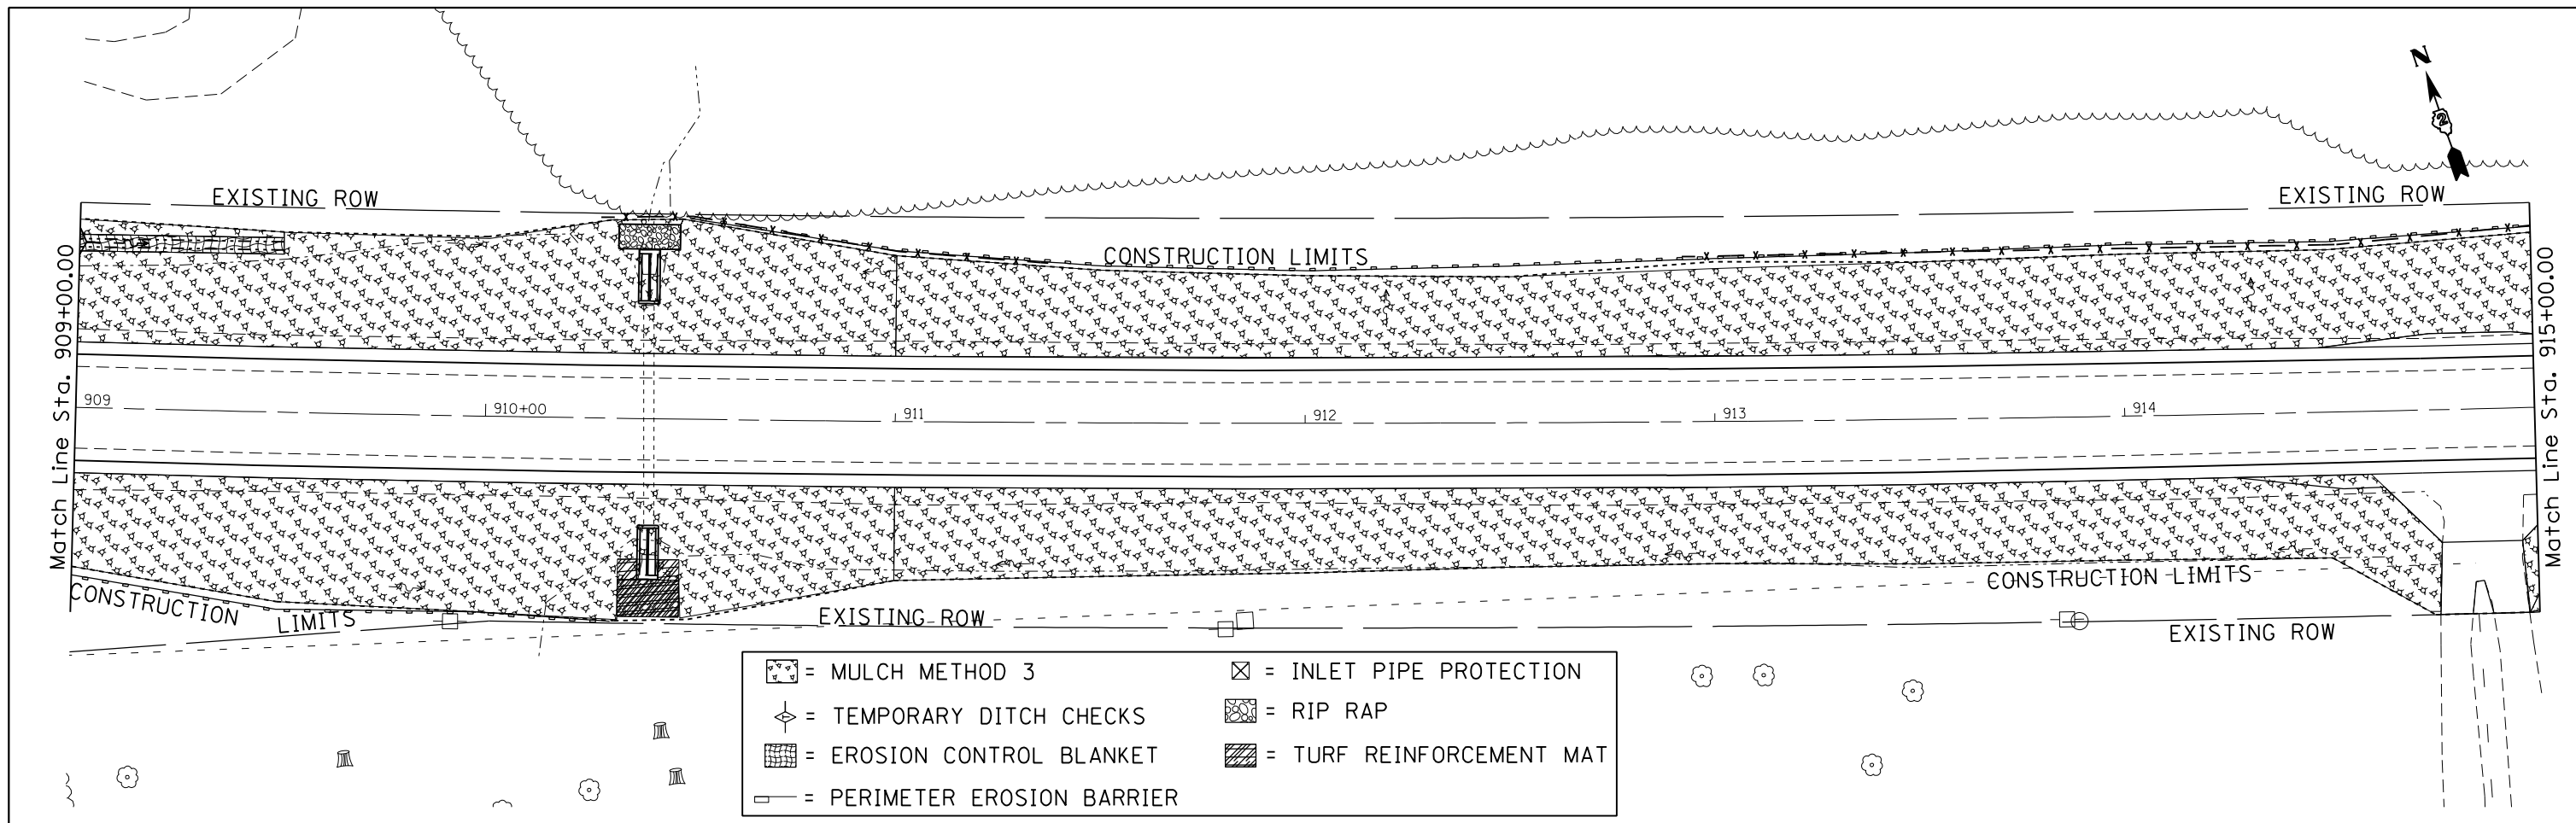 N
2
EXISTING ROW
EXISTING ROW
CONSTRUCTION LIMITS
Match Line Sta. 909+00.00
Match Line Sta. 915+00.00
909
910+00
911
912
913
914
CONSTRUCTION LIMITS
CONSTRUCTION LIMITS
EXISTING ROW
EXISTING ROW
= MULCH METHOD 3
= INLET PIPE PROTECTION
= TEMPORARY DITCH CHECKS
= RIP RAP
= EROSION CONTROL BLANKET
= TURF REINFORCEMENT MAT
= PERIMETER EROSION BARRIER